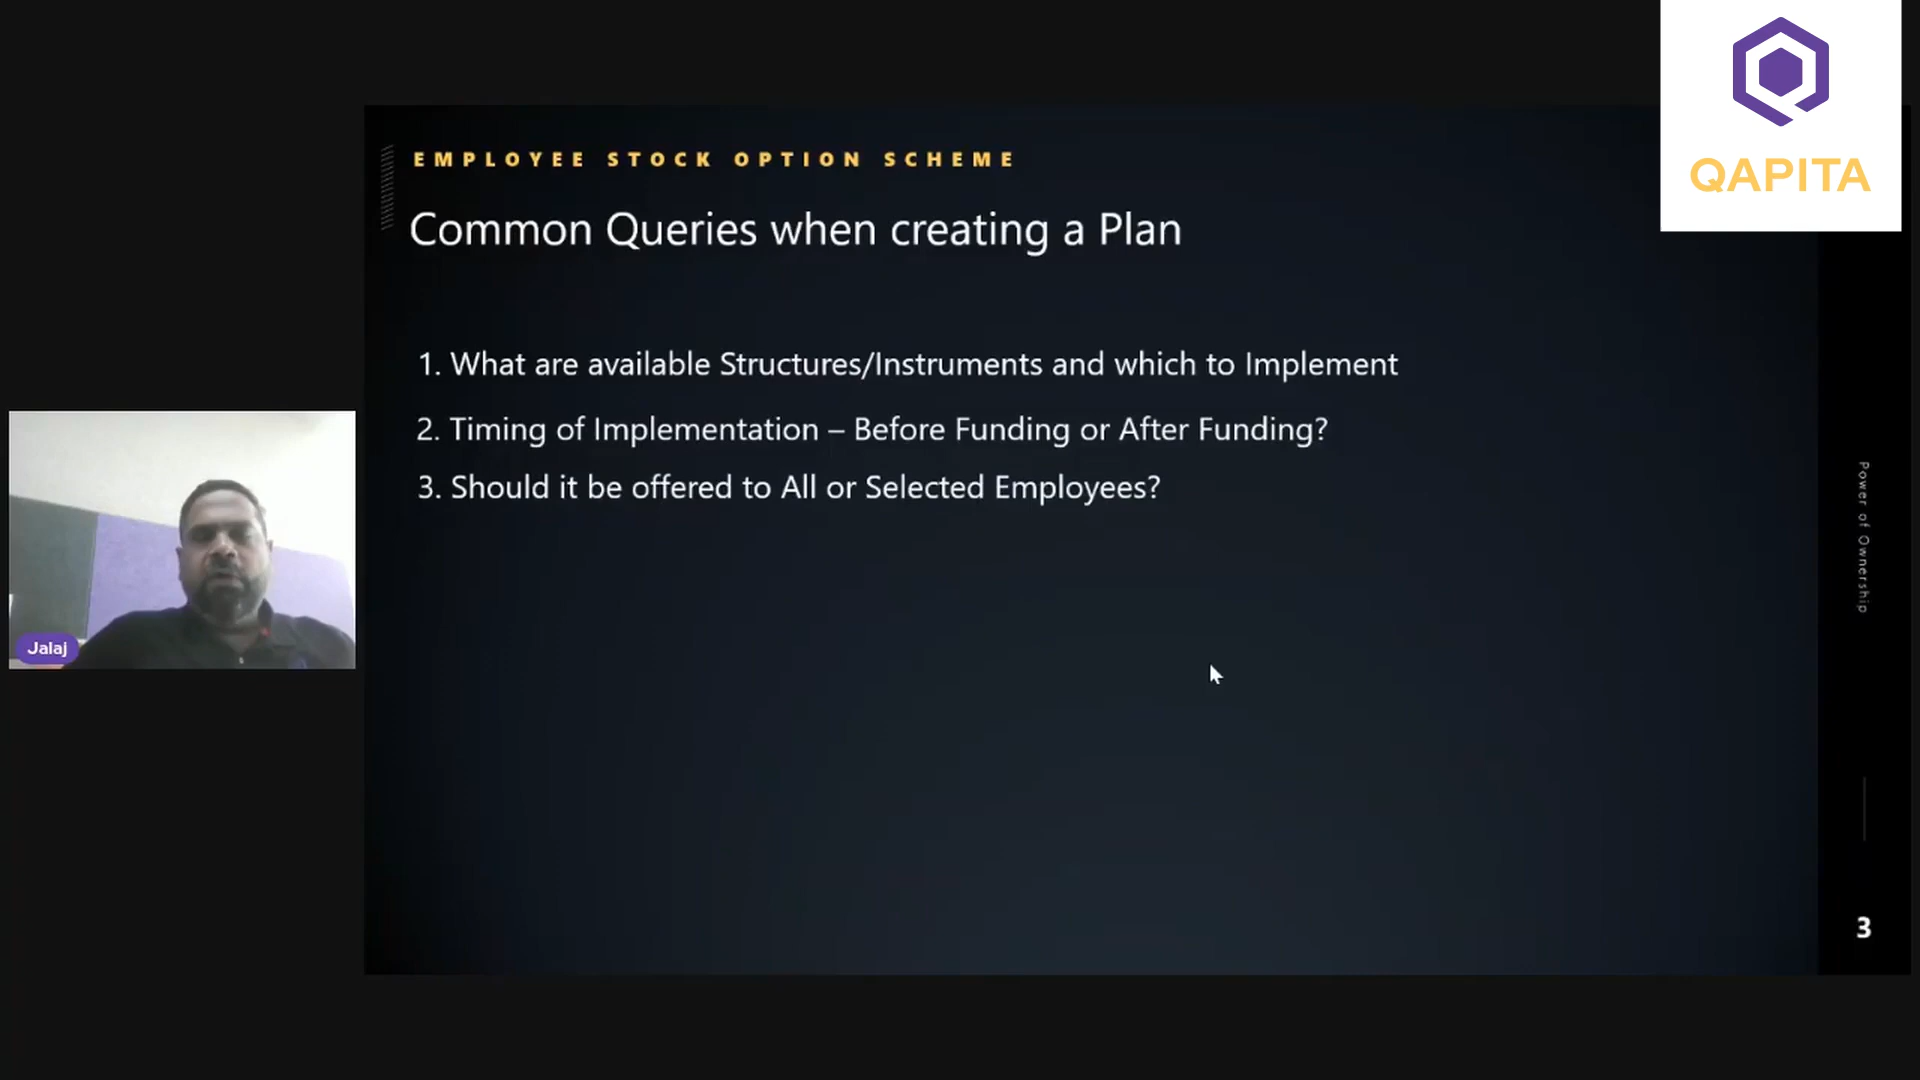 QAPITA
EMPLOYEE STOCK OPTION SCHEME
Common Queries when creating a Plan
1. What are available Structures/Instruments and which to Implement
2. Timing of Implementation – Before Funding or After Funding?
3. Should it be offered to All or Selected Employees?
Jalaj
Power of Ownership
3